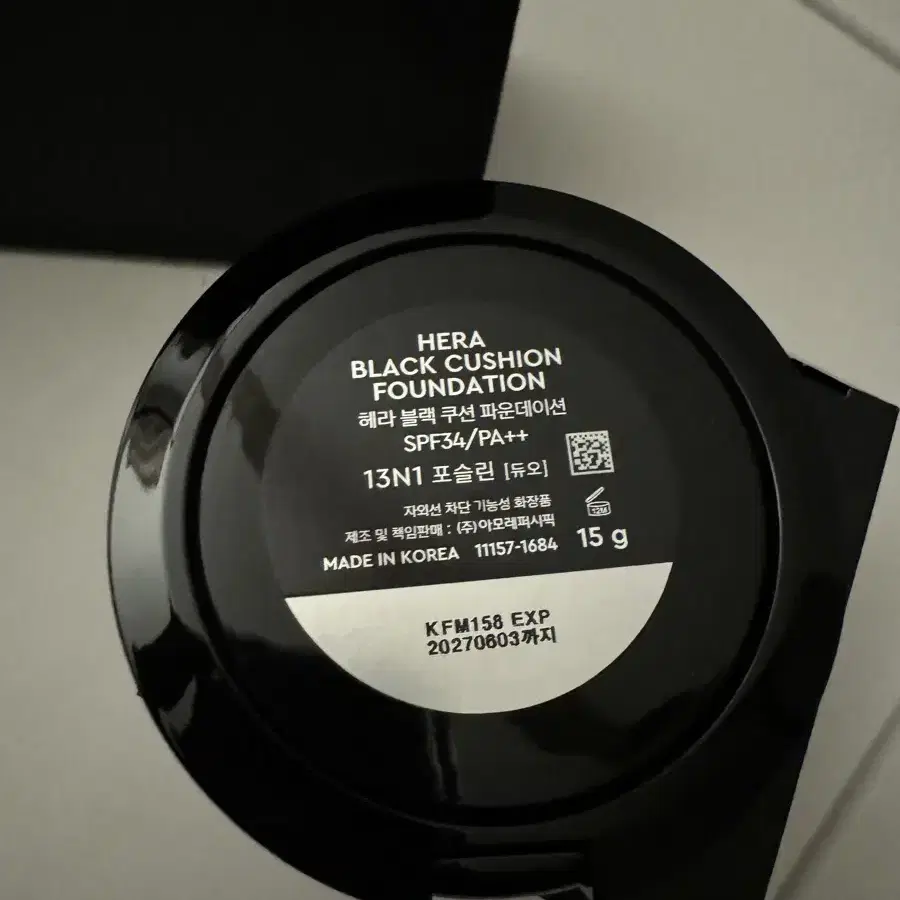 HERA
BLACK CUSHION
FOUNDATION
헤라 블랙 쿠션 파운데이션
SPF34/PA++
13N1 포슬린 [듀오]
자외선 차단 기능성 화장품
제조 및 책임판매 : (주)아모레퍼시픽
12M
MADE IN KOREA 11157-1684 15 g
KFM158 EXP
20270603까지